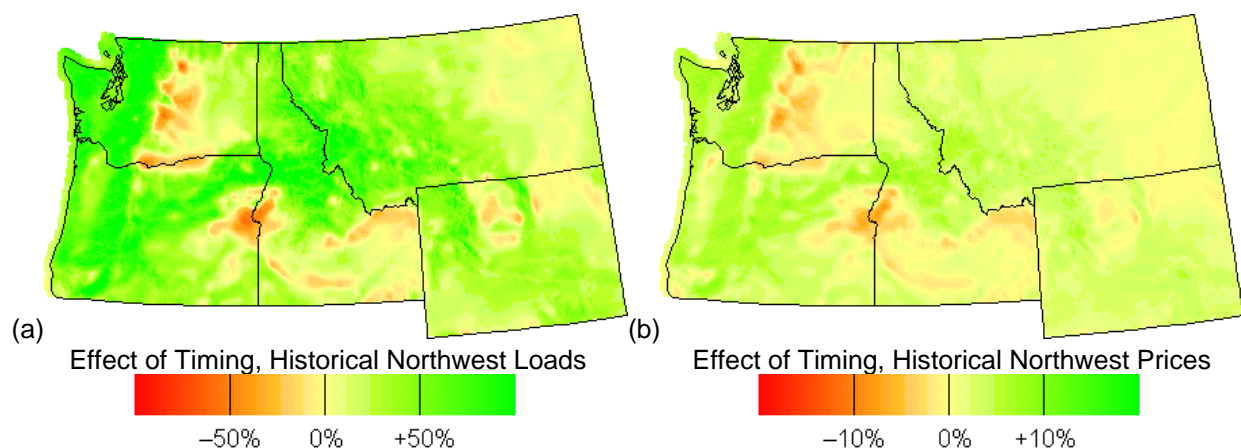 (a)
Effect of Timing, Historical Northwest Loads
–50% 0% +50%
(b)
Effect of Timing, Historical Northwest Prices
–10% 0% +10%